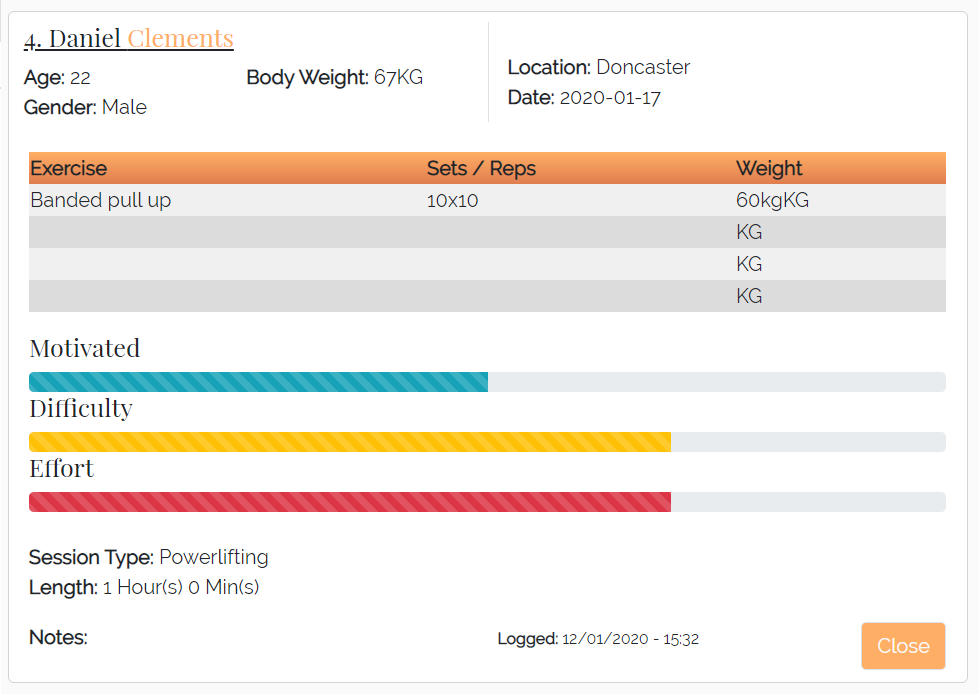 4. Daniel Clements
Age: 22
Body Weight: 67KG
Gender: Male
Location: Doncaster
Date: 2020-01-17
Exercise Sets / Reps Weight
Banded pull up 10x10 60kgKG
KG
KG
KG
Motivated
Difficulty
Effort
Session Type: Powerlifting
Length: 1 Hour(s) 0 Min(s)
Notes:
Logged: 12/01/2020 - 15:32
Close